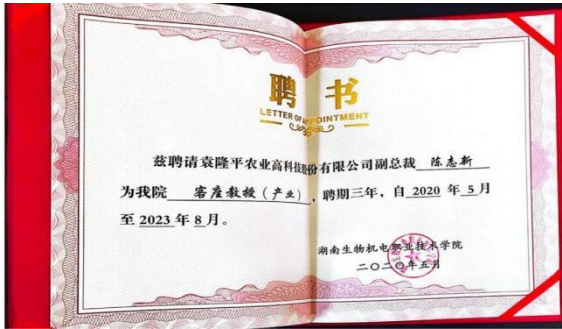 聘书
LETTER OF APPOINTMENT
兹聘请袁隆平农业高科技股份有限公司副总裁 陈志新
为我院 客座教授（产业），聘期三年，自 2020 年 5 月
至 2023 年 8 月。
湖南生物机电职业技术学院
二〇二〇年五月